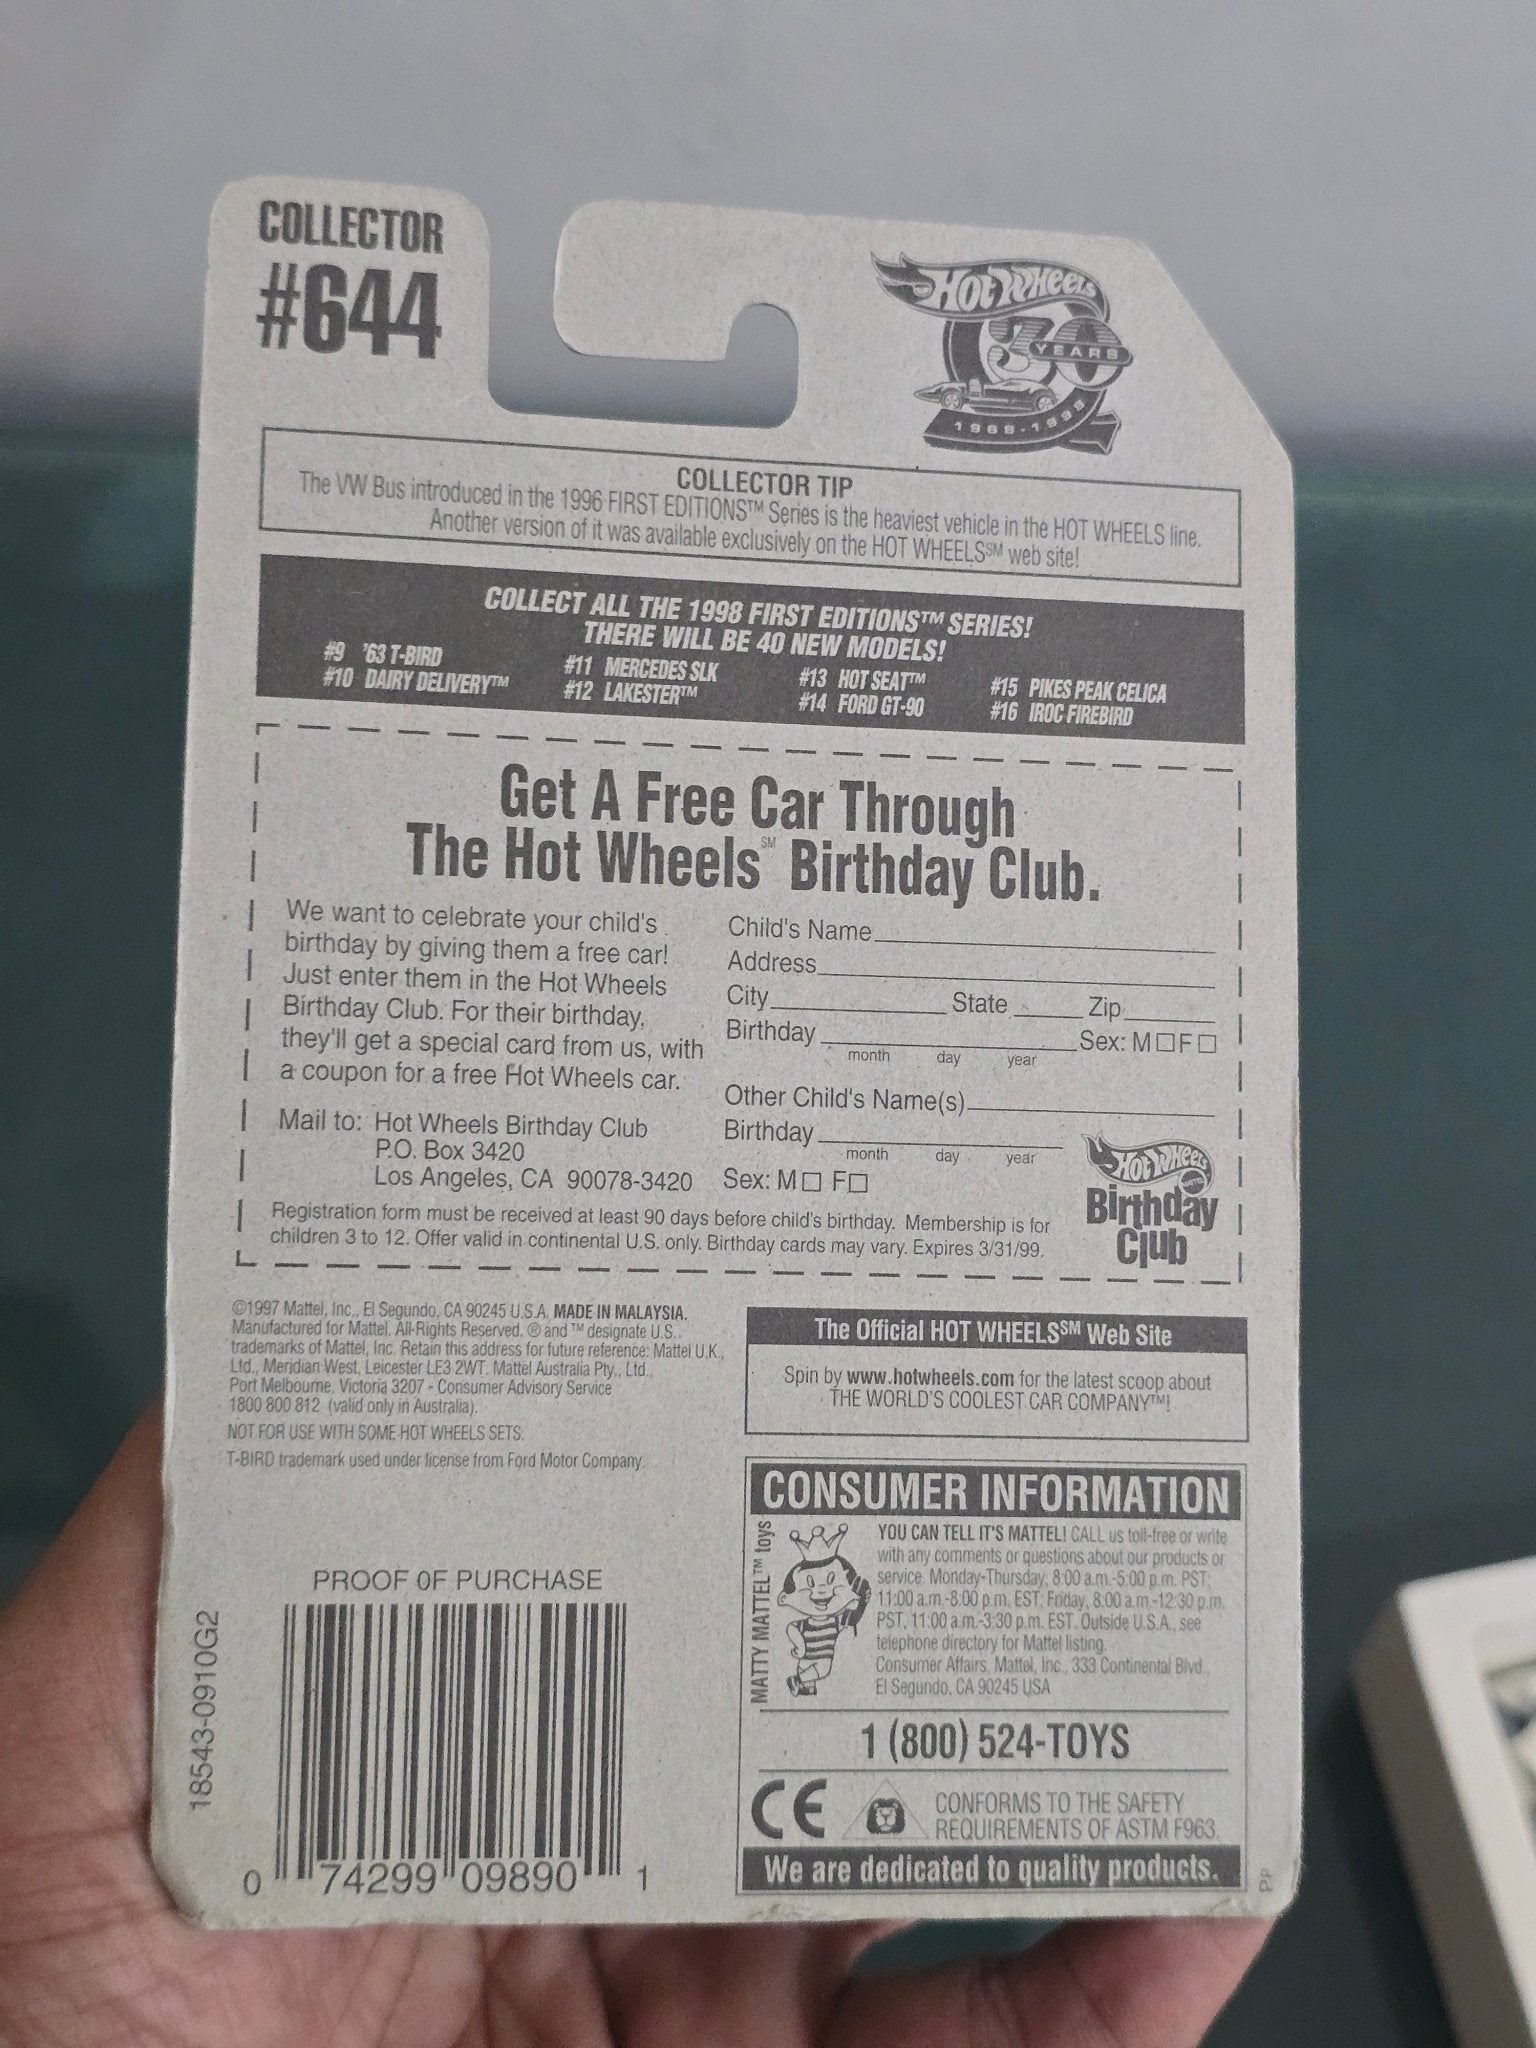 COLLECTOR
#644
HOT WHEELS
30
YEARS
1968-1998
COLLECTOR TIP
The VW Bus introduced in the 1996 FIRST EDITIONS™ Series is the heaviest vehicle in the HOT WHEELS line.
Another version of it was available exclusively on the HOT WHEELS℠ web site!
COLLECT ALL THE 1998 FIRST EDITIONS™ SERIES!
THERE WILL BE 40 NEW MODELS!
#9 '63 T-BIRD
#10 DAIRY DELIVERY™
#11 MERCEDES SLK
#12 LAKESTER™
#13 HOT SEAT™
#14 FORD GT-90
#15 PIKES PEAK CELICA
#16 IROC FIREBIRD
Get A Free Car Through
The Hot Wheels℠ Birthday Club.
We want to celebrate your child's
birthday by giving them a free car!
Just enter them in the Hot Wheels
Birthday Club. For their birthday,
they'll get a special card from us, with
a coupon for a free Hot Wheels car.
Mail to: Hot Wheels Birthday Club
P.O. Box 3420
Los Angeles, CA 90078-3420
Child's Name
Address
City State Zip
Birthday Sex: M☐F☐
month day year
Other Child's Name(s)
Birthday
month day year
Sex: M☐ F☐
HOT WHEELS
Birthday
Club
Registration form must be received at least 90 days before child's birthday. Membership is for
children 3 to 12. Offer valid in continental U.S. only. Birthday cards may vary. Expires 3/31/99.
©1997 Mattel, Inc., El Segundo, CA 90245 U.S.A. MADE IN MALAYSIA.
Manufactured for Mattel. All Rights Reserved. ® and ™ designate U.S.
trademarks of Mattel, Inc. Retain this address for future reference: Mattel U.K.,
Ltd., Meridian West, Leicester LE3 2WT. Mattel Australia Pty., Ltd.,
Port Melbourne, Victoria 3207 - Consumer Advisory Service
1800 800 812 (valid only in Australia).
NOT FOR USE WITH SOME HOT WHEELS SETS.
T-BIRD trademark used under license from Ford Motor Company.
The Official HOT WHEELS℠ Web Site
Spin by www.hotwheels.com for the latest scoop about
THE WORLD'S COOLEST CAR COMPANY™!
CONSUMER INFORMATION
MATTY MATTEL™ toys
YOU CAN TELL IT'S MATTEL! CALL us toll-free or write
with any comments or questions about our products or
service. Monday-Thursday, 8:00 a.m.-5:00 p.m. PST;
11:00 a.m.-8:00 p.m. EST; Friday, 8:00 a.m.-12:30 p.m.
PST, 11:00 a.m.-3:30 p.m. EST. Outside U.S.A., see
telephone directory for Mattel listing.
Consumer Affairs, Mattel, Inc., 333 Continental Blvd.,
El Segundo, CA 90245 USA
1 (800) 524-TOYS
CE
CONFORMS TO THE SAFETY
REQUIREMENTS OF ASTM F963.
We are dedicated to quality products.
PP
PROOF OF PURCHASE
18543-0910G2
0 74299 09890 1